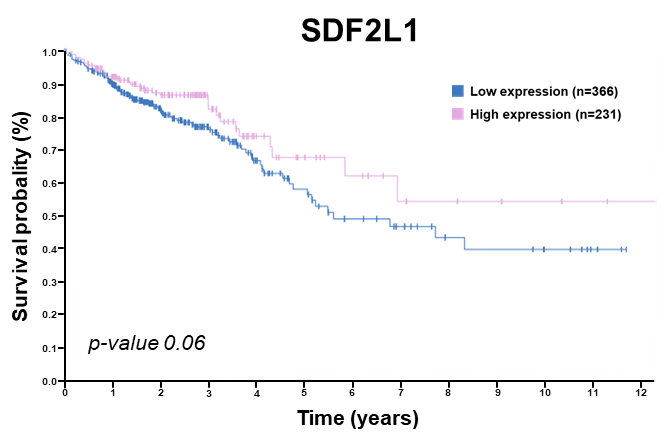 SDF2L1
Survival probality (%)
1.0
0.9
0.8
0.7
0.6
0.5
0.4
0.3
0.2
0.1
0.0
Low expression (n=366)
High expression (n=231)
p-value 0.06
0 1 2 3 4 5 6 7 8 9 10 11 12
Time (years)